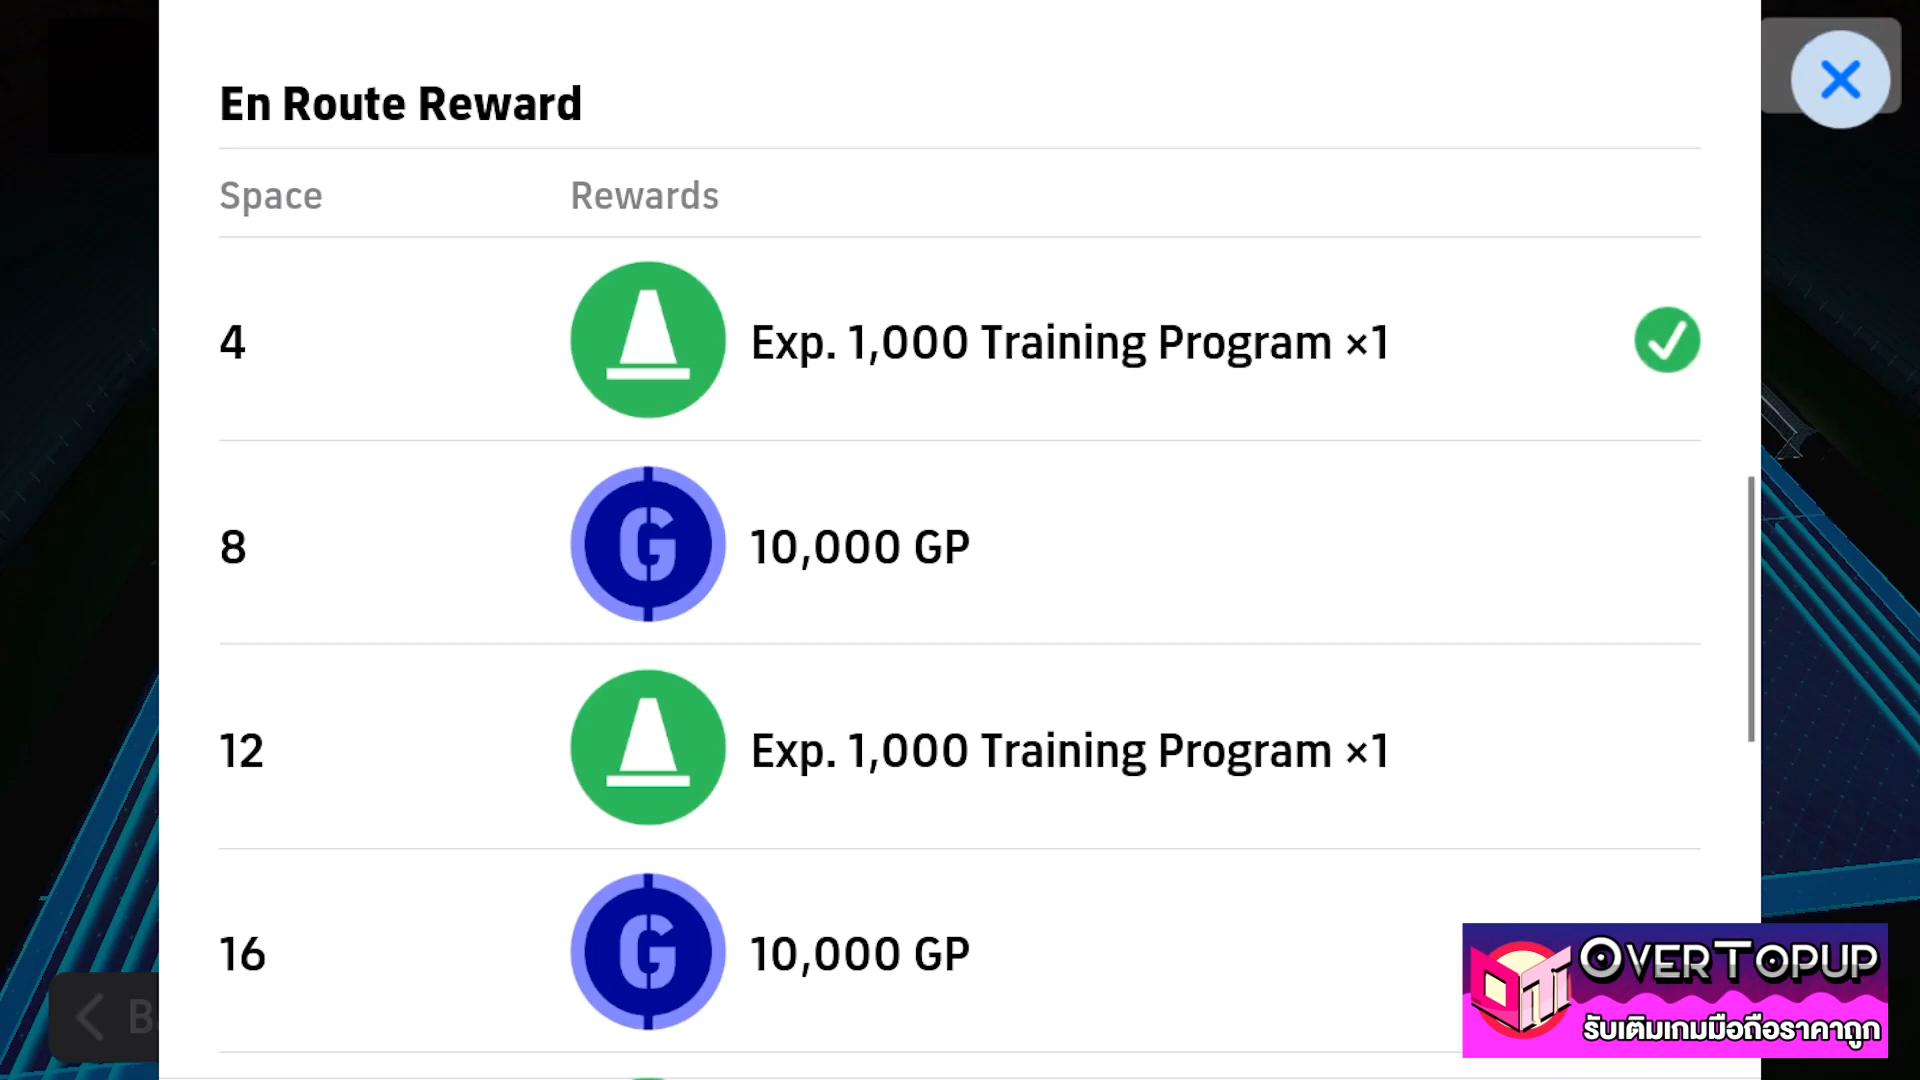 En Route Reward
Space Rewards
4 Exp. 1,000 Training Program ×1
8 10,000 GP
12 Exp. 1,000 Training Program ×1
16 10,000 GP
B
OVERTOPUP
รับเติมเกมมือถือราคาถูก